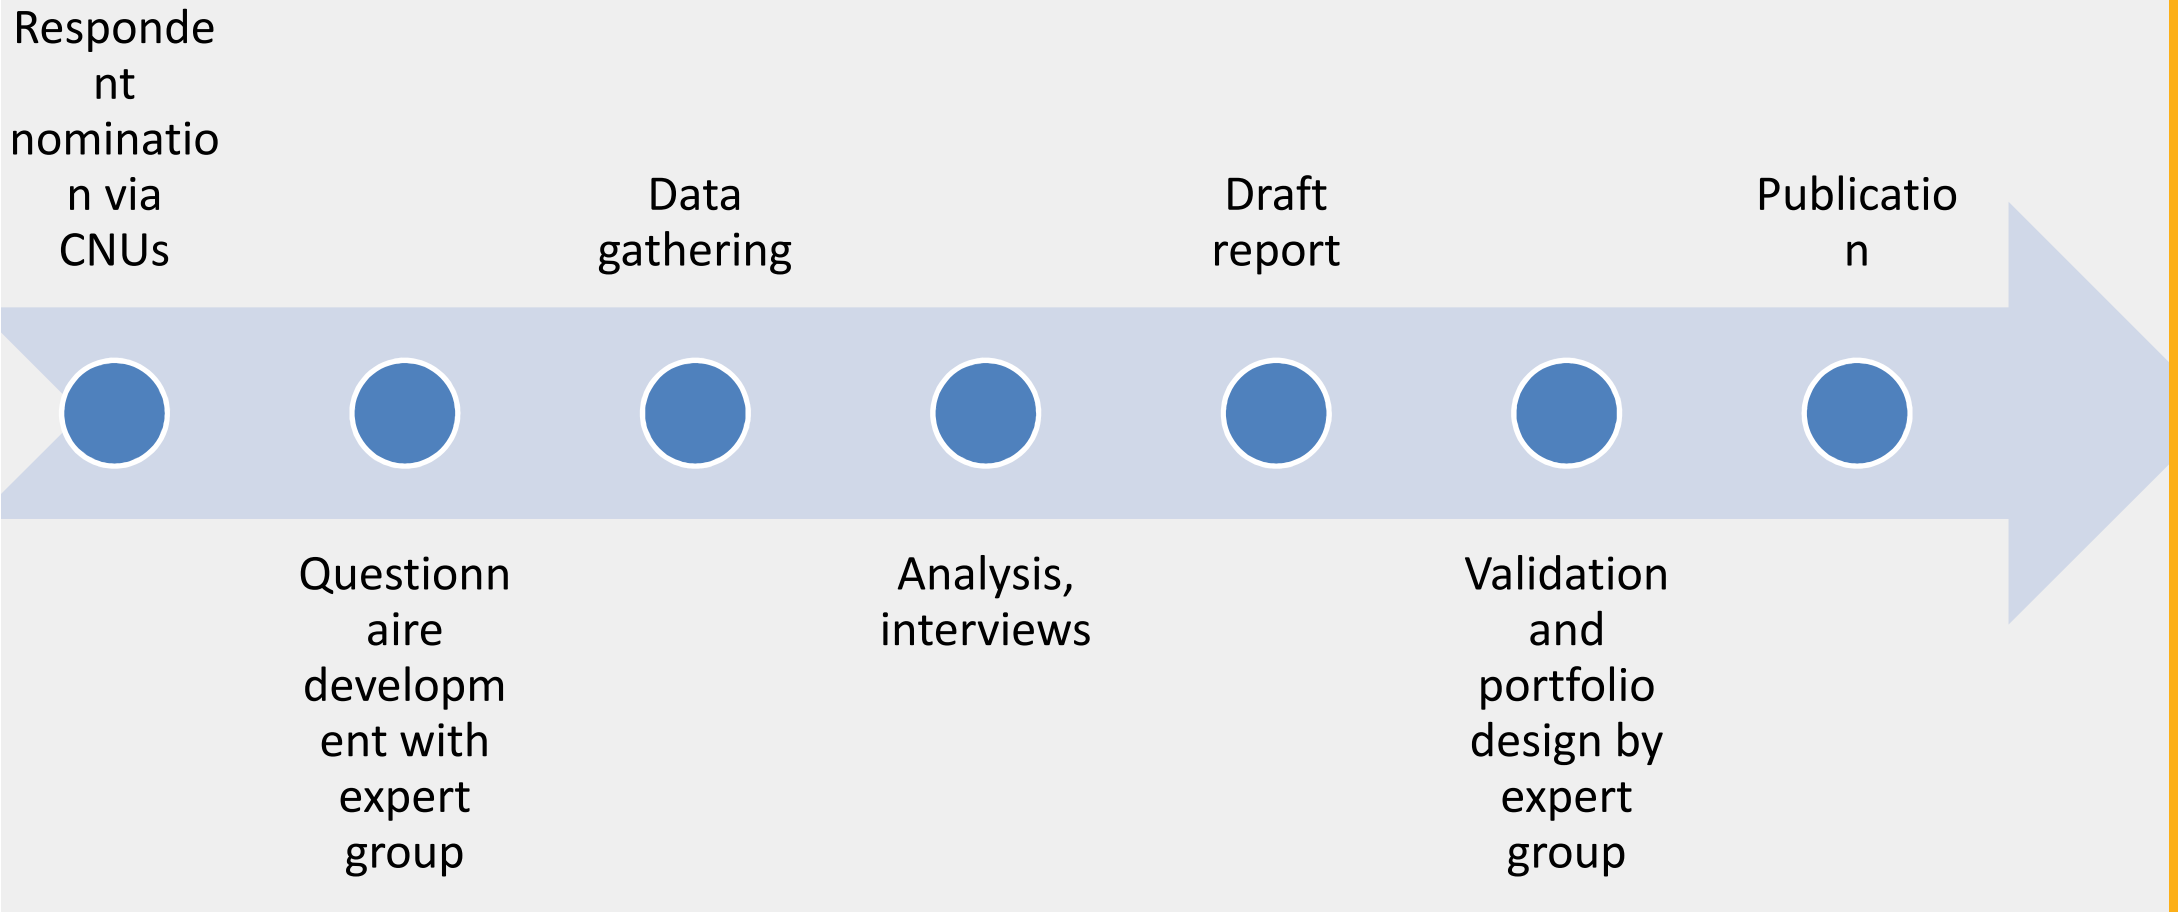 Responde
nt
nominatio
n via
CNUs
Questionn
aire
developm
ent with
expert
group
Data
gathering
Analysis,
interviews
Draft
report
Validation
and
portfolio
design by
expert
group
Publicatio
n